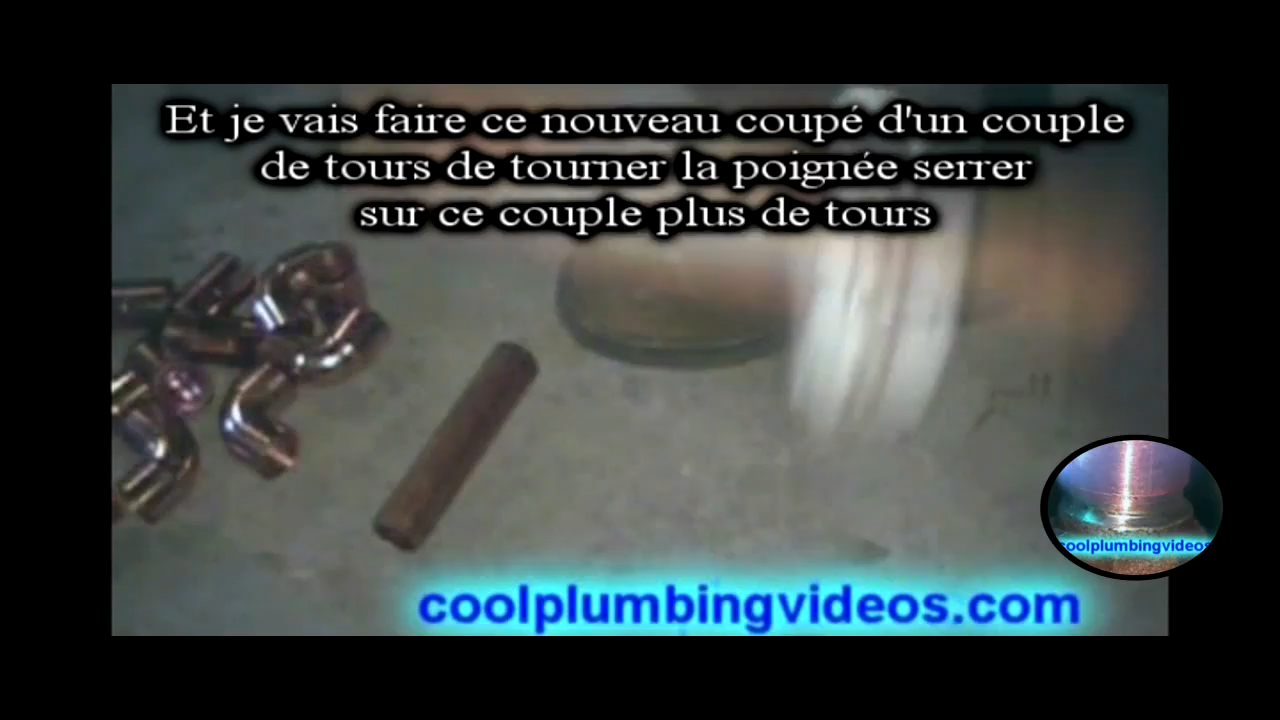 Et je vais faire ce nouveau coupé d'un couple
de tours de tourner la poignée serrer
sur ce couple plus de tours
coolplumbingvideos
coolplumbingvideos.com